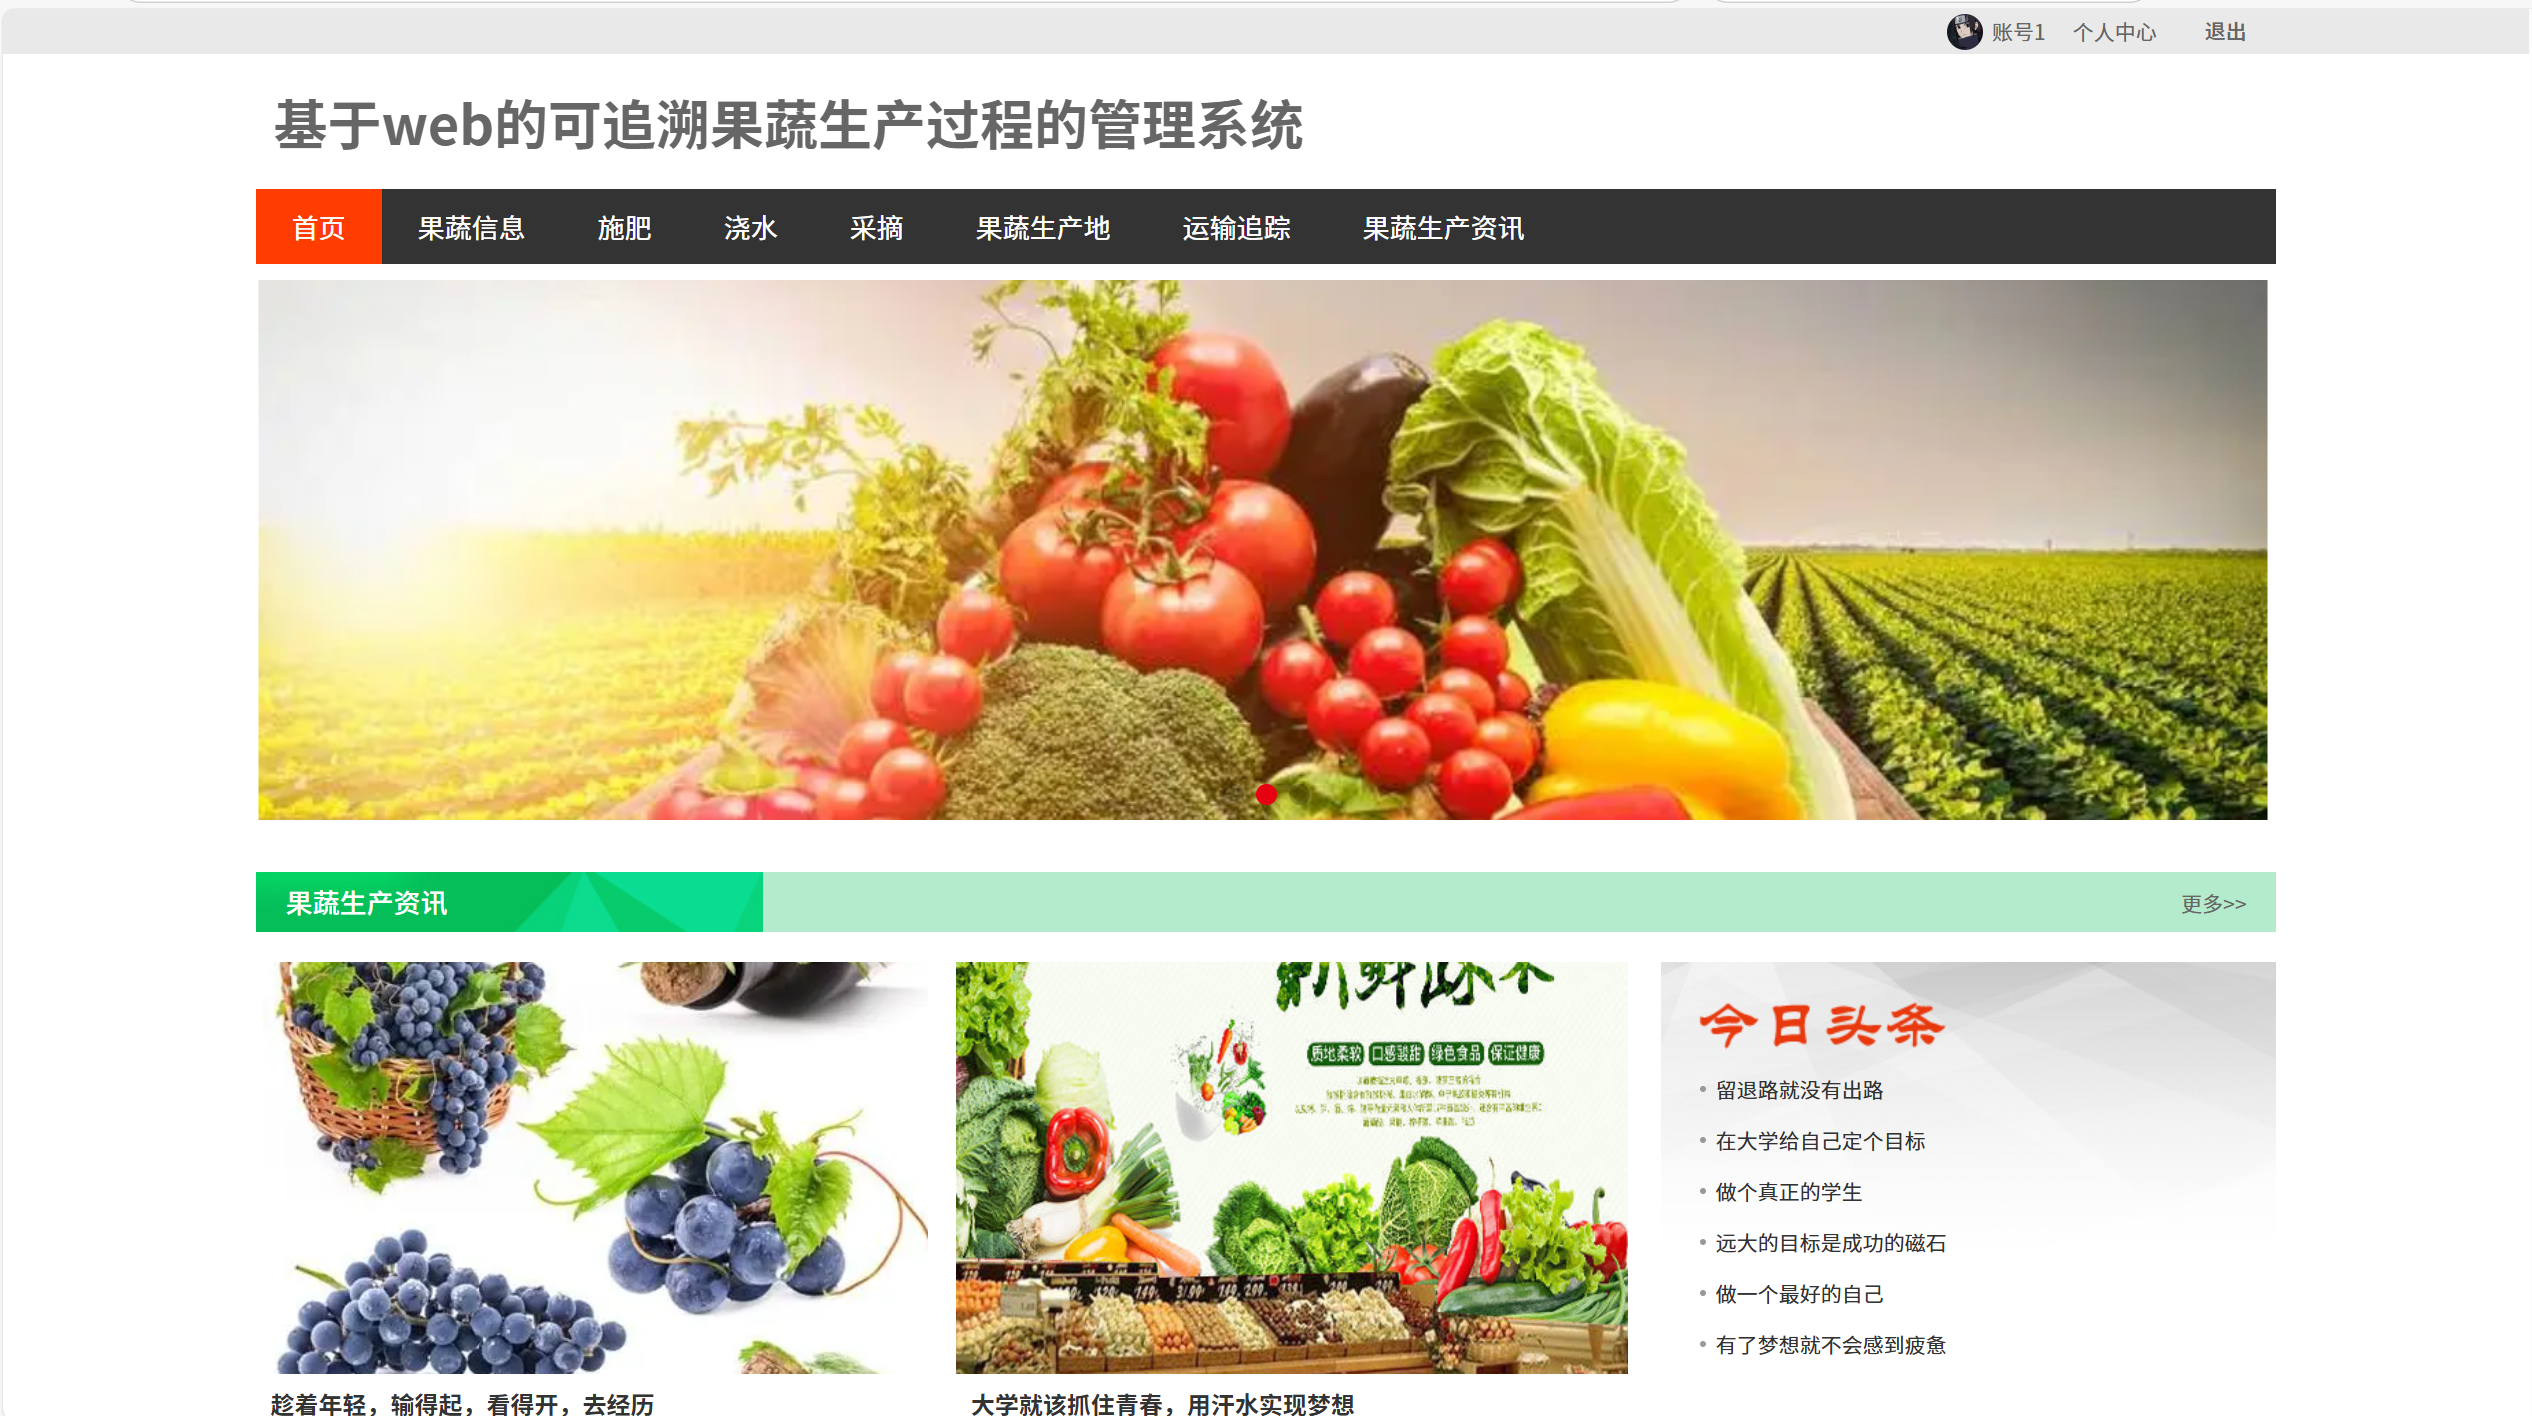 账号1 个人中心 退出
基于web的可追溯果蔬生产过程的管理系统
首页 果蔬信息 施肥 浇水 采摘 果蔬生产地 运输追踪 果蔬生产资讯
果蔬生产资讯 更多>>
质地柔软 口感酸甜 绿色食品 保证健康
今日头条
留退路就没有出路
在大学给自己定个目标
做个真正的学生
远大的目标是成功的磁石
做一个最好的自己
有了梦想就不会感到疲惫
趁着年轻，输得起，看得开，去经历
大学就该抓住青春，用汗水实现梦想